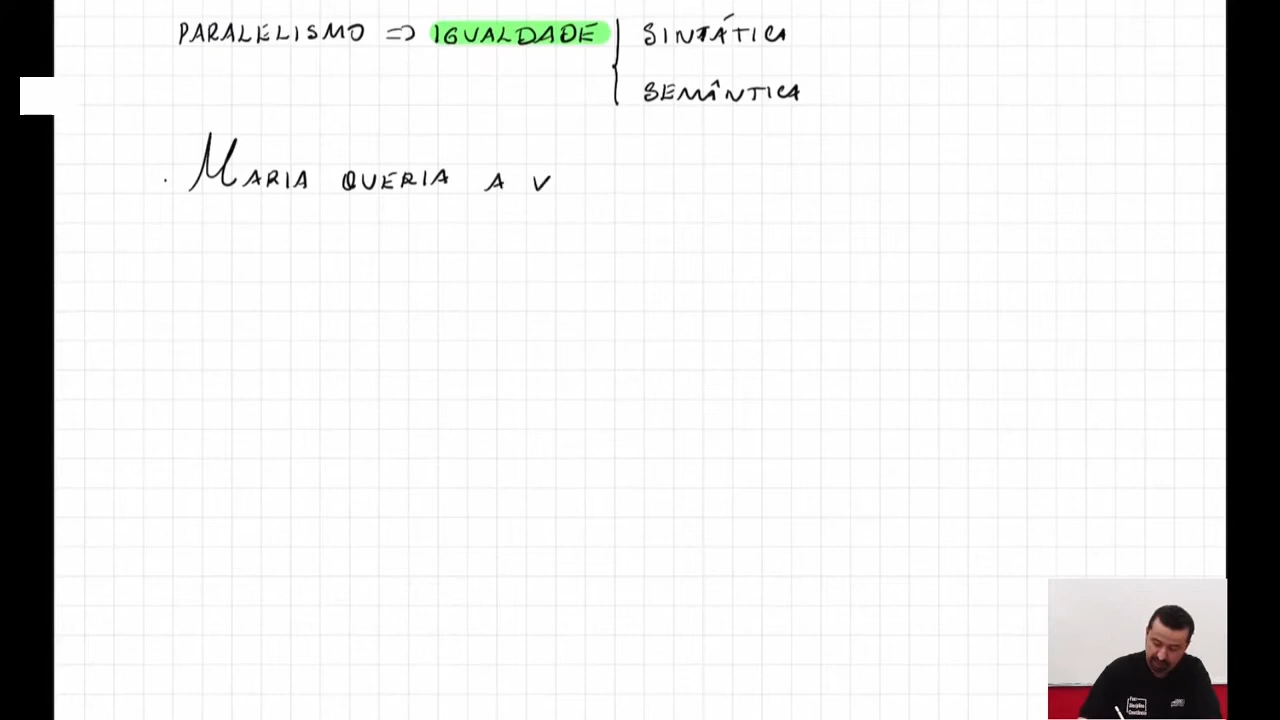 PARALELISMO => IGUALDADE { SINTÁTICA
SEMÂNTICA
. MARIA QUERIA A V